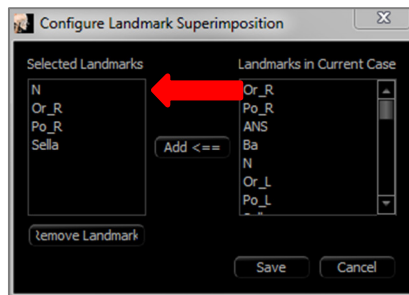 Configure Landmark Superimposition
Selected Landmarks
N
Or_R
Po_R
Sella
Add <==
Landmarks in Current Case
Or_R
Po_R
ANS
Ba
N
Or_L
Po_L
Remove Landmark
Save
Cancel